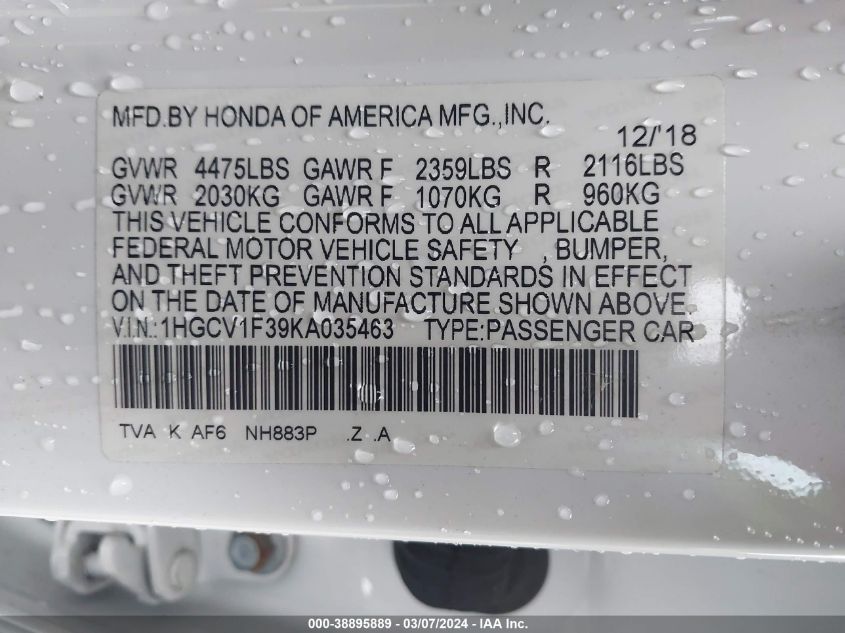 MFD.BY HONDA OF AMERICA MFG.,INC.
12/'18
GVWR 4475LBS GAWR F 2359LBS R 2116LBS
GVWR 2030KG GAWR F 1070KG R 960KG
THIS VEHICLE CONFORMS TO ALL APPLICABLE
FEDERAL MOTOR VEHICLE SAFETY , BUMPER,
AND THEFT PREVENTION STANDARDS IN EFFECT
ON THE DATE OF MANUFACTURE SHOWN ABOVE.
V.I.N.:1HGCV1F39KA035463 TYPE:PASSENGER CAR
TVA K AF6 NH883P .Z .A
000-38895889 - 03/07/2024 - IAA Inc.